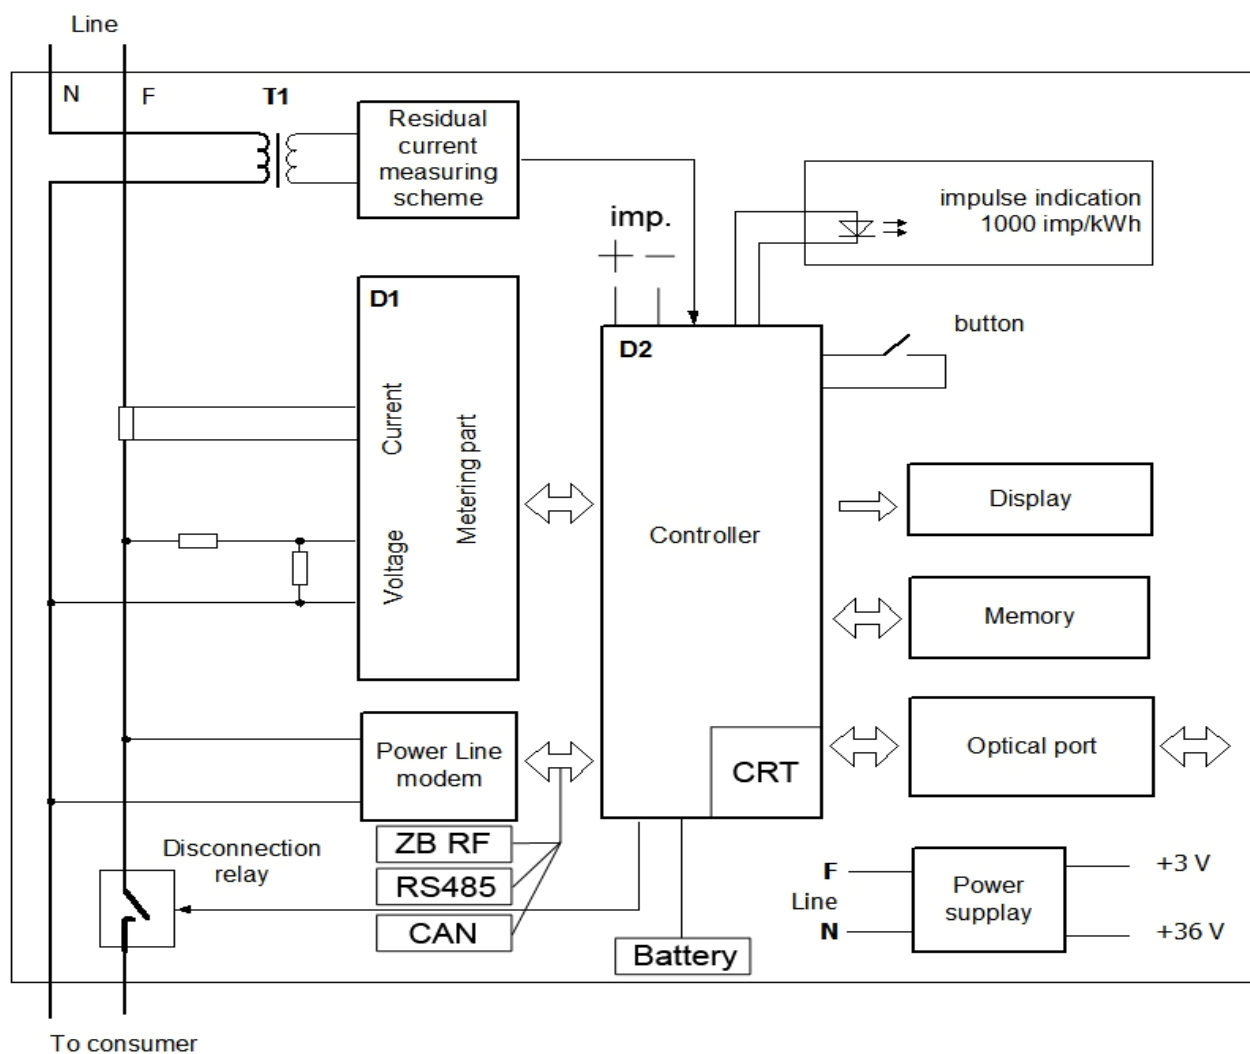 Line
N
F
T1
Residual
current
measuring
scheme
imp.
+ −
impulse indication
1000 imp/kWh
D1
Current
Metering part
Voltage
D2
Controller
CRT
button
Display
Memory
Optical port
Power Line
modem
ZB RF
RS485
CAN
Disconnection
relay
Battery
F
Line
N
Power
supplay
+3 V
+36 V
To consumer